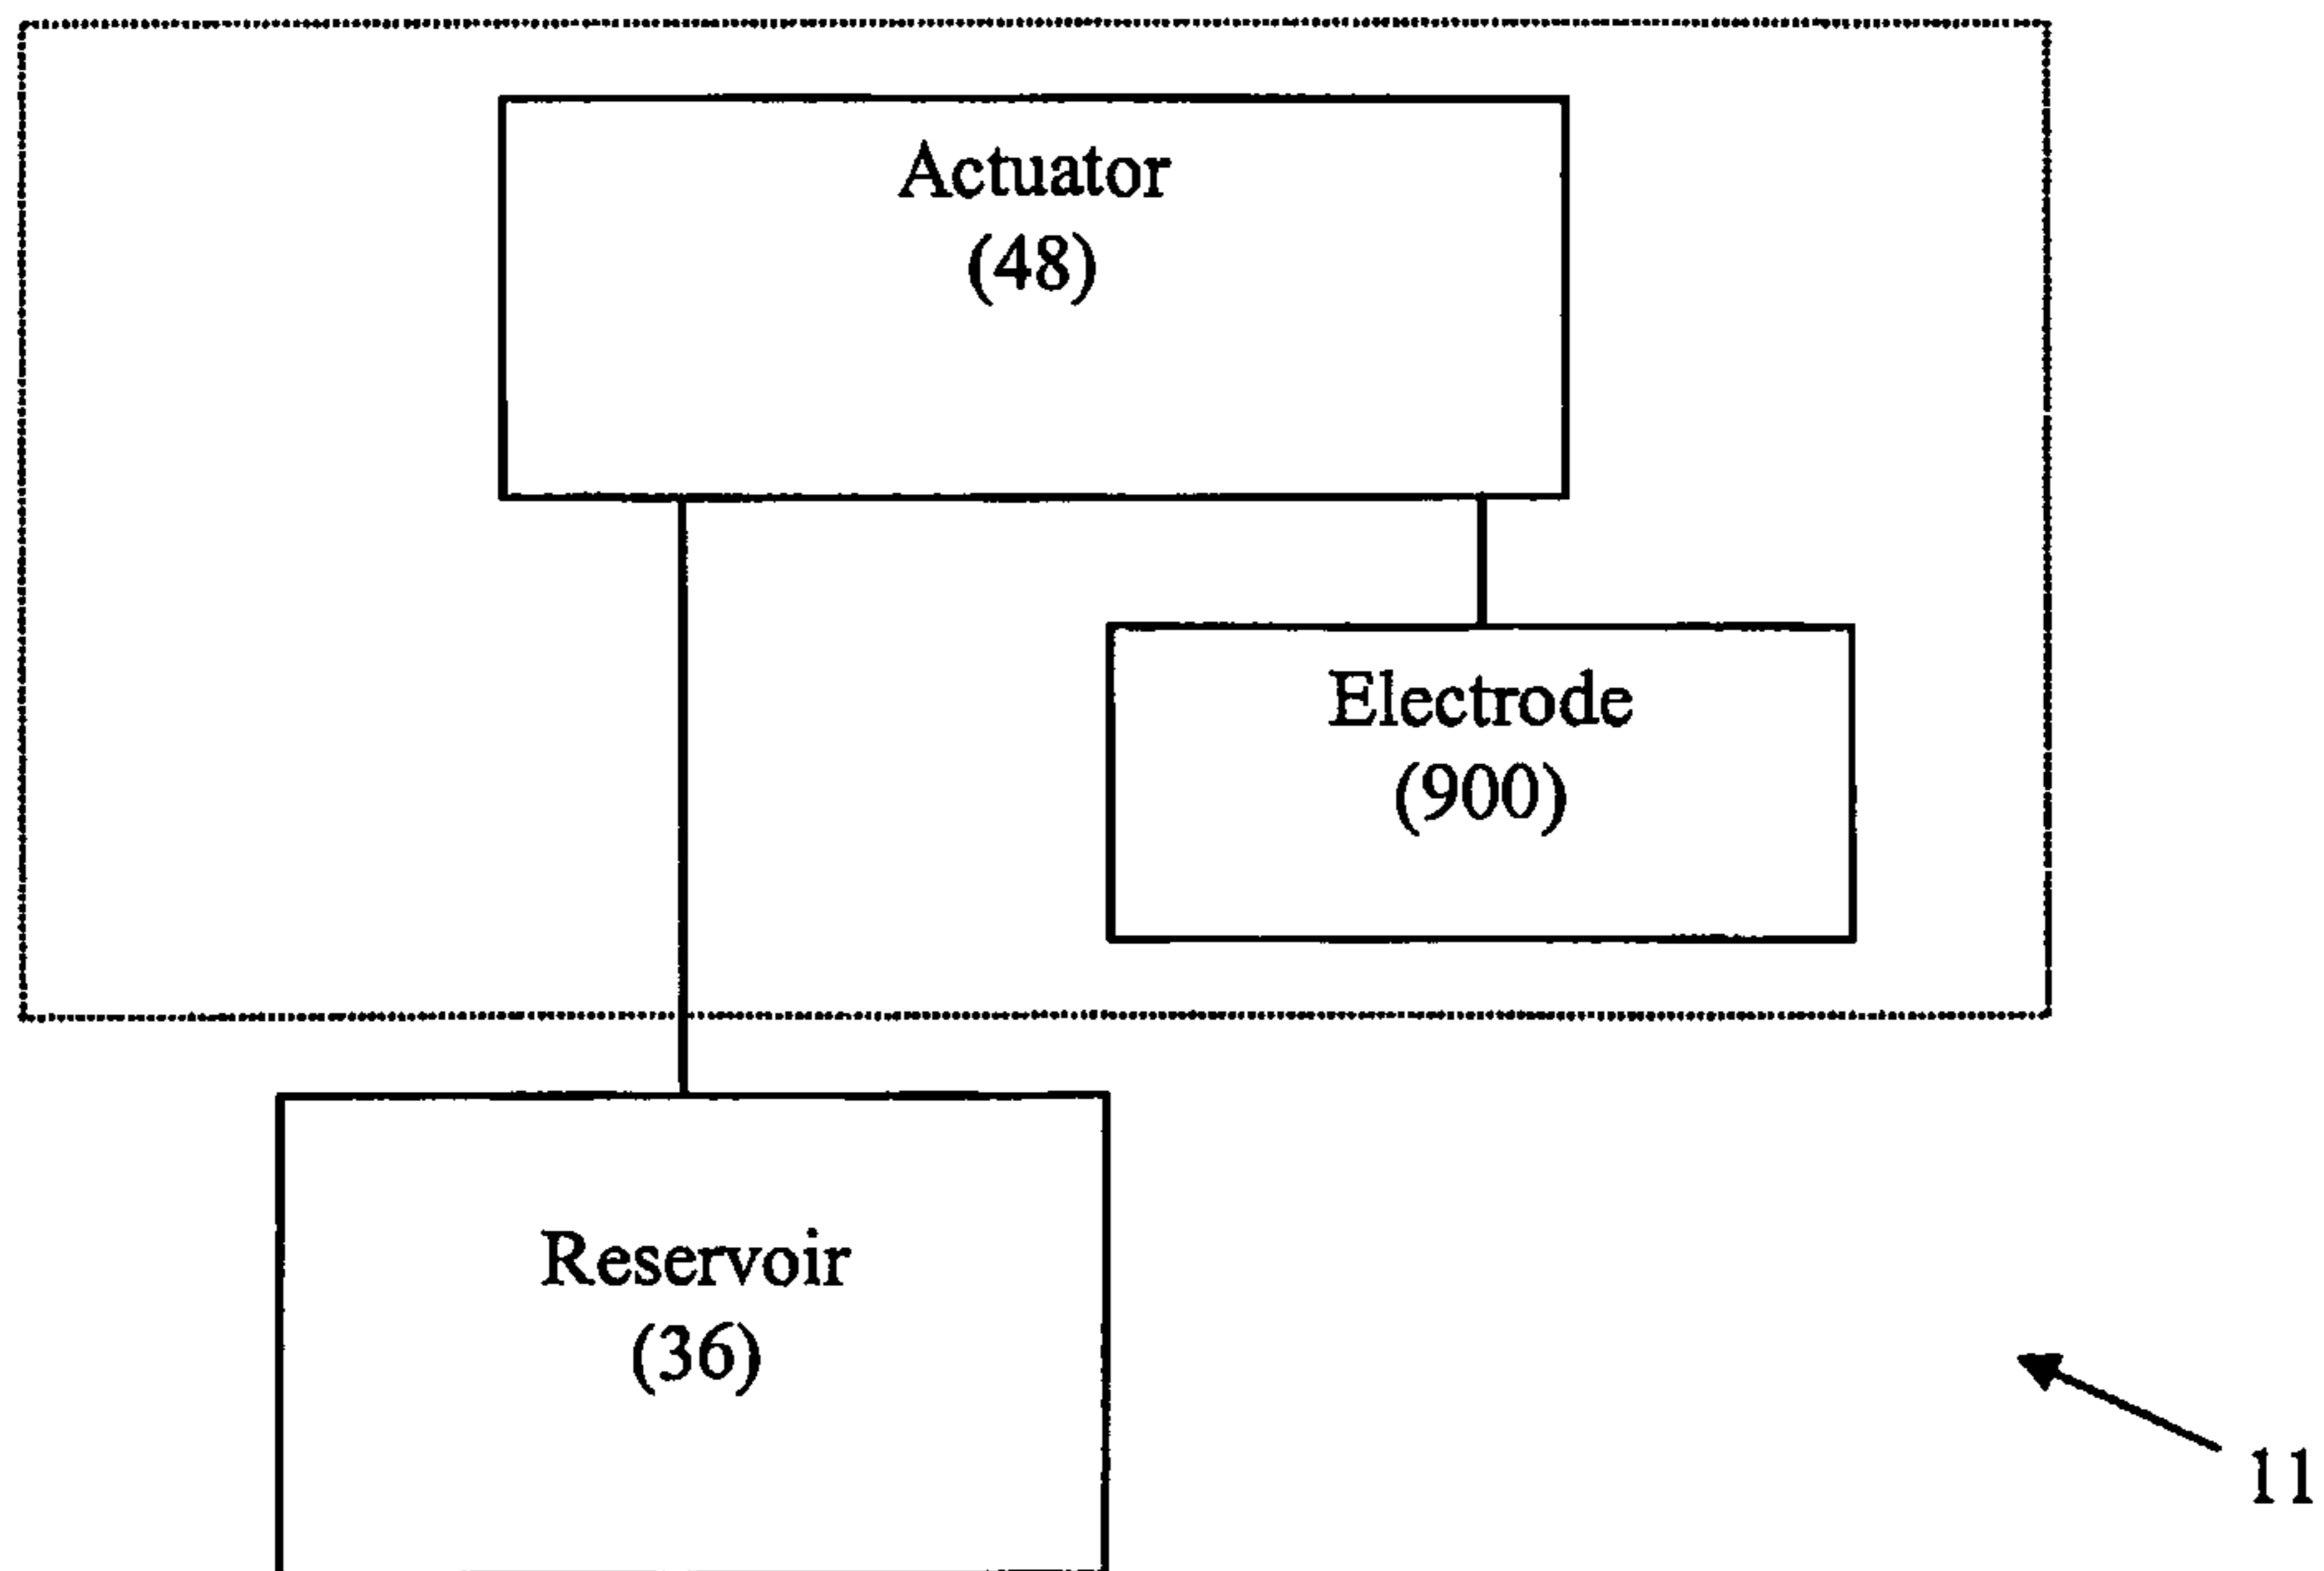 Actuator
(48)
Electrode
(900)
Reservoir
(36)
11